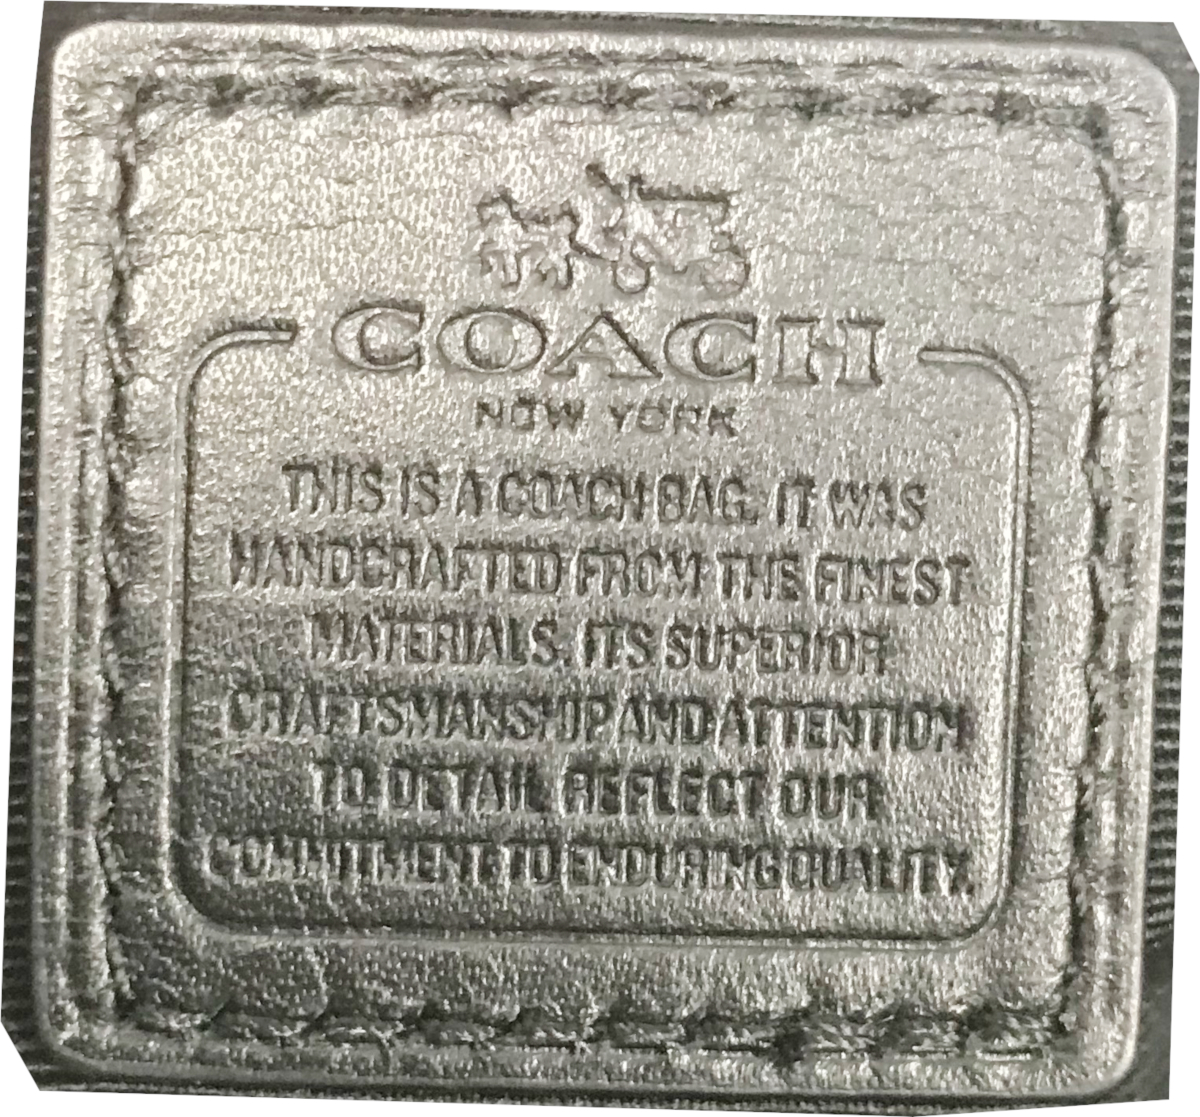 COACH
NEW YORK
THIS IS A COACH BAG. IT WAS
HANDCRAFTED FROM THE FINEST
MATERIALS. ITS SUPERIOR
CRAFTSMANSHIP AND ATTENTION
TO DETAIL REFLECT OUR
COMMITMENT TO ENDURING QUALITY.